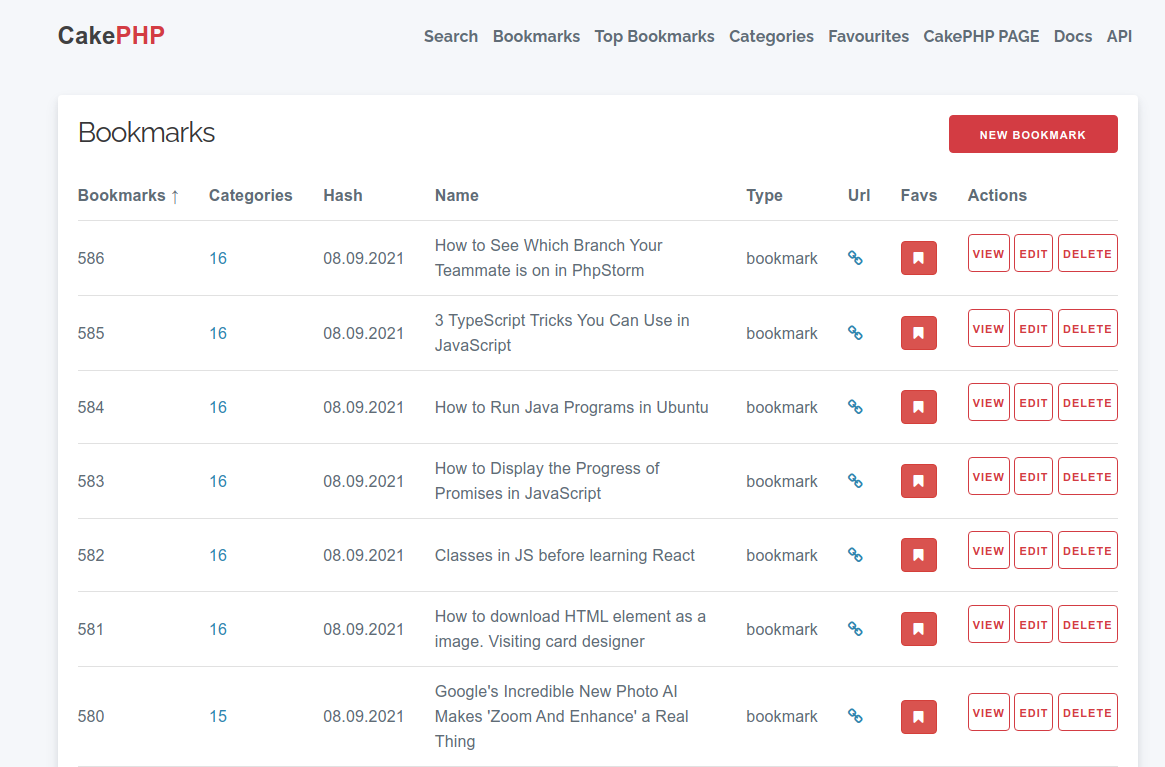 CakePHP
Search Bookmarks Top Bookmarks Categories Favourites CakePHP PAGE Docs API
Bookmarks
NEW BOOKMARK
Bookmarks ↑ Categories Hash Name Type Url Favs Actions
586 16 08.09.2021 How to See Which Branch Your
Teammate is on in PhpStorm bookmark VIEW EDIT DELETE
585 16 08.09.2021 3 TypeScript Tricks You Can Use in
JavaScript bookmark VIEW EDIT DELETE
584 16 08.09.2021 How to Run Java Programs in Ubuntu bookmark VIEW EDIT DELETE
583 16 08.09.2021 How to Display the Progress of
Promises in JavaScript bookmark VIEW EDIT DELETE
582 16 08.09.2021 Classes in JS before learning React bookmark VIEW EDIT DELETE
581 16 08.09.2021 How to download HTML element as a
image. Visiting card designer bookmark VIEW EDIT DELETE
580 15 08.09.2021 Google's Incredible New Photo AI
Makes 'Zoom And Enhance' a Real
Thing bookmark VIEW EDIT DELETE